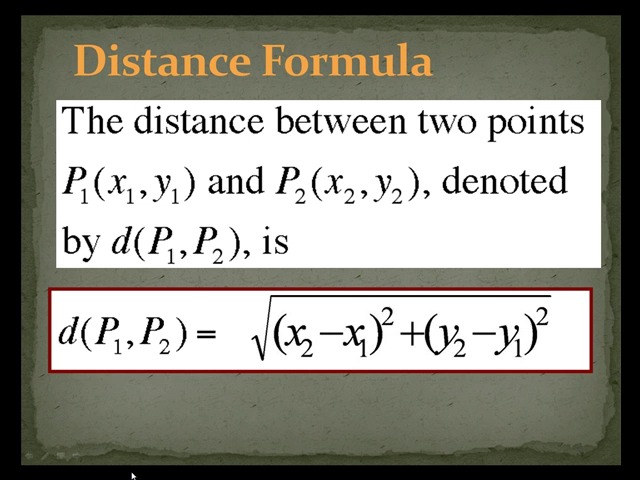 Distance Formula
The distance between two points
P₁(x₁, y₁) and P₂(x₂, y₂), denoted
by d(P₁, P₂), is
d(P₁, P₂) = √((x₂−x₁)²+(y₂−y₁)²)